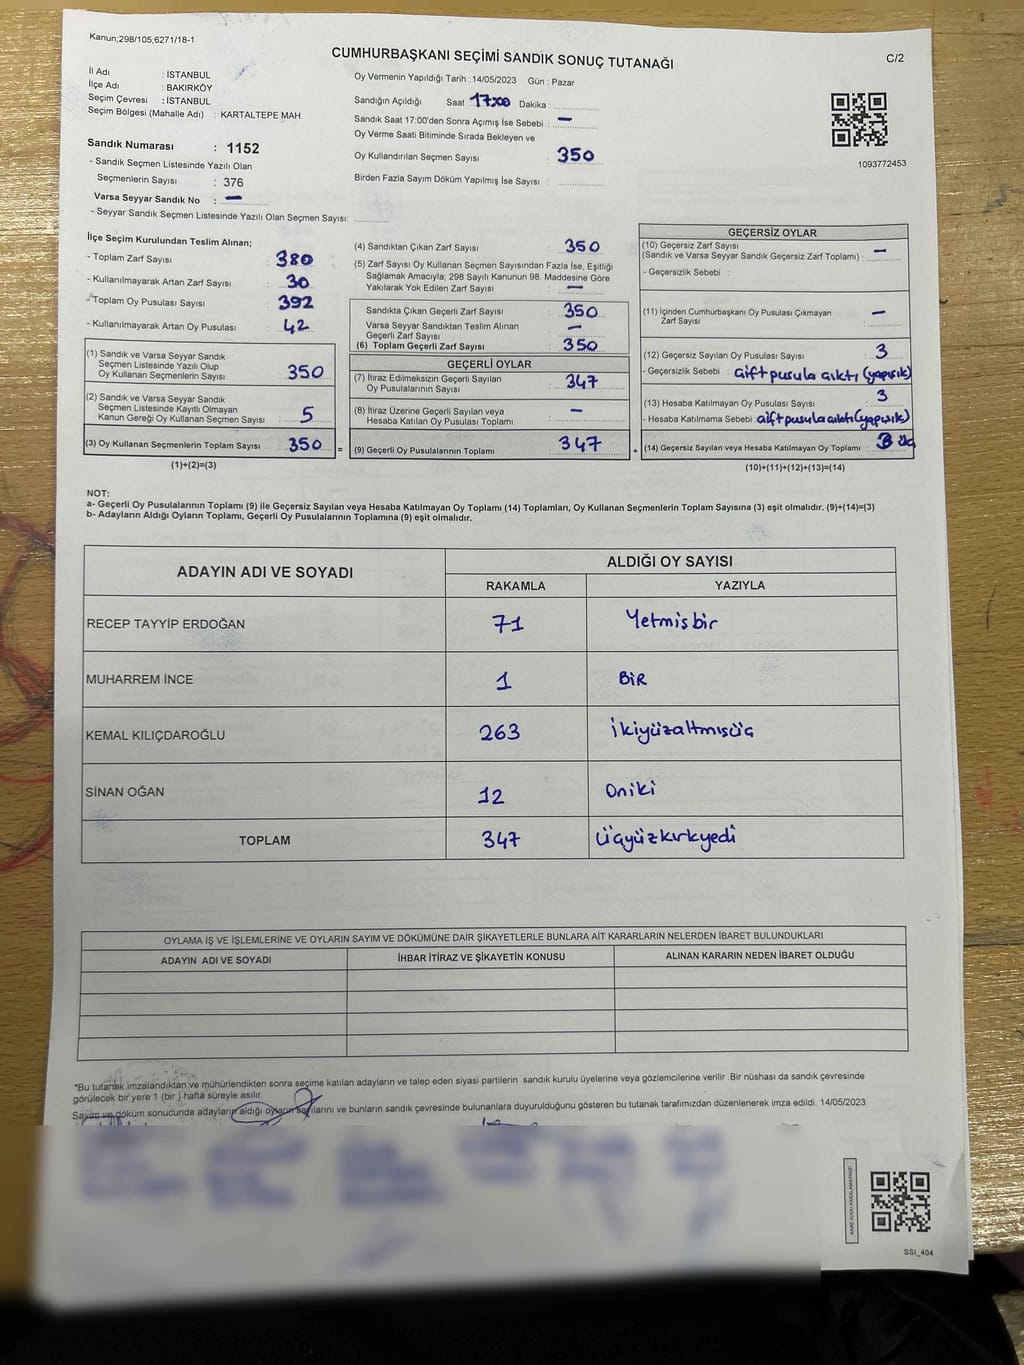 Kanun;298/105;6271/18-1
CUMHURBAŞKANI SEÇİMİ SANDIK SONUÇ TUTANAĞI
C/2
İl Adı : İSTANBUL
İlçe Adı : BAKIRKÖY
Seçim Çevresi : İSTANBUL
Seçim Bölgesi (Mahalle Adı) : KARTALTEPE MAH.
Sandık Numarası : 1152
- Sandık Seçmen Listesinde Yazılı Olan
Seçmenlerin Sayısı : 376
Varsa Seyyar Sandık No : —
- Seyyar Sandık Seçmen Listesinde Yazılı Olan Seçmen Sayısı:
Oy Vermenin Yapıldığı Tarih :14/05/2023 Gün : Pazar
Sandığın Açıldığı Saat 17:00 Dakika :
Sandık Saat 17:00'den Sonra Açımış İse Sebebi : —
Oy Verme Saati Bitiminde Sırada Bekleyen ve
Oy Kullandırılan Seçmen Sayısı : 350
Birden Fazla Sayım Döküm Yapılmış İse Sayısı :
1093772453
İlçe Seçim Kurulundan Teslim Alınan;
- Toplam Zarf Sayısı : 380
- Kullanılmayarak Artan Zarf Sayısı : 30
- Toplam Oy Pusulası Sayısı : 392
- Kullanılmayarak Artan Oy Pusulası : 42
(1) Sandık ve Varsa Seyyar Sandık
Seçmen Listesinde Yazılı Olup
Oy Kullanan Seçmenlerin Sayısı : 350
(2) Sandık ve Varsa Seyyar Sandık
Seçmen Listesinde Kayıtlı Olmayan
Kanun Gereği Oy Kullanan Seçmen Sayısı : 5
(3) Oy Kullanan Seçmenlerin Toplam Sayısı : 350
(1)+(2)=(3)
(4) Sandıktan Çıkan Zarf Sayısı : 350
(5) Zarf Sayısı Oy Kullanan Seçmen Sayısından Fazla İse, Eşitliği
Sağlamak Amacıyla; 298 Sayılı Kanunun 98. Maddesine Göre
Yakılarak Yok Edilen Zarf Sayısı : —
Sandıkta Çıkan Geçerli Zarf Sayısı : 350
Varsa Seyyar Sandıktan Teslim Alınan
Geçerli Zarf Sayısı : —
(6) Toplam Geçerli Zarf Sayısı : 350
GEÇERLİ OYLAR
(7) İtiraz Edilmeksizin Geçerli Sayılan
Oy Pusulalarının Sayısı : 347
(8) İtiraz Üzerine Geçerli Sayılan veya
Hesaba Katılan Oy Pusulası Toplamı : —
= (9) Geçerli Oy Pusulalarının Toplamı : 347 +
GEÇERSİZ OYLAR
(10) Geçersiz Zarf Sayısı
(Sandık ve Varsa Seyyar Sandık Geçersiz Zarf Toplamı) : —
- Geçersizlik Sebebi :
(11) İçinden Cumhurbaşkanı Oy Pusulası Çıkmayan
Zarf Sayısı : —
(12) Geçersiz Sayılan Oy Pusulası Sayısı : 3
- Geçersizlik Sebebi : çift pusula çıktı (yapışık)
(13) Hesaba Katılmayan Oy Pusulası Sayısı : 3
- Hesaba Katılmama Sebebi : çift pusula çıktı (yapışık)
(14) Geçersiz Sayılan veya Hesaba Katılmayan Oy Toplamı : 3 üç
(10)+(11)+(12)+(13)=(14)
NOT:
a- Geçerli Oy Pusulalarının Toplamı (9) ile Geçersiz Sayılan veya Hesaba Katılmayan Oy Toplamı (14) Toplamları, Oy Kullanan Seçmenlerin Toplam Sayısına (3) eşit olmalıdır. (9)+(14)=(3)
b- Adayların Aldığı Oyların Toplamı, Geçerli Oy Pusulalarının Toplamına (9) eşit olmalıdır.
ADAYIN ADI VE SOYADI
ALDIĞI OY SAYISI
RAKAMLA YAZIYLA
RECEP TAYYİP ERDOĞAN 71 Yetmişbir
MUHARREM İNCE 1 BİR
KEMAL KILIÇDAROĞLU 263 ikiyüzaltmışüç
SİNAN OĞAN 12 Oniki
TOPLAM 347 Üçyüzkırkyedi
OYLAMA İŞ VE İŞLEMLERİNE VE OYLARIN SAYIM VE DÖKÜMÜNE DAİR ŞİKAYETLERLE BUNLARA AİT KARARLARIN NELERDEN İBARET BULUNDUKLARI
ADAYIN ADI VE SOYADI İHBAR İTİRAZ VE ŞİKAYETİN KONUSU ALINAN KARARIN NEDEN İBARET OLDUĞU
*Bu tutanak imzalandıktan ve mühürlendikten sonra seçime katılan adayların ve talep eden siyasi partilerin sandık kurulu üyelerine veya gözlemcilerine verilir .Bir nüshası da sandık çevresinde
görülecek bir yere 1 (bir ) hafta süreyle asılır.
Sayım ve döküm sonucunda adayların aldığı oyların sayılarını ve bunların sandık çevresinde bulunanlara duyurulduğunu gösteren bu tutanak tarafımızdan düzenlenerek imza edildi. 14/05/2023
KARE KODU KARALAMAYINIZ!
SSI_404